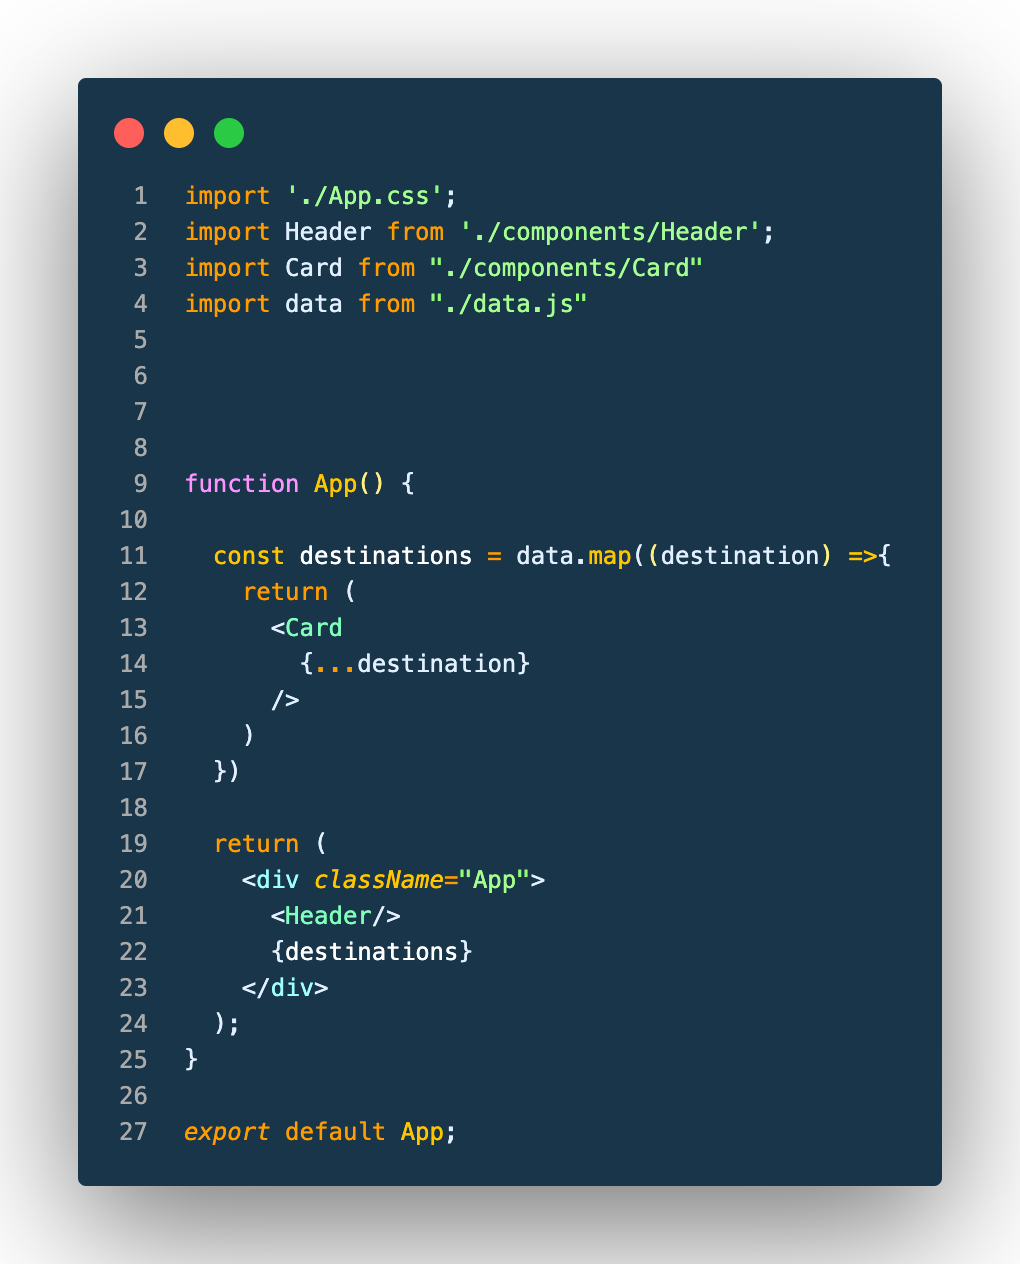 1 import './App.css';
2 import Header from './components/Header';
3 import Card from "./components/Card"
4 import data from "./data.js"
5
6
7
8
9 function App() {
10
11   const destinations = data.map((destination) =>{
12     return (
13       <Card
14         {...destination}
15       />
16     )
17   })
18
19   return (
20     <div className="App">
21       <Header/>
22       {destinations}
23     </div>
24   );
25 }
26
27 export default App;